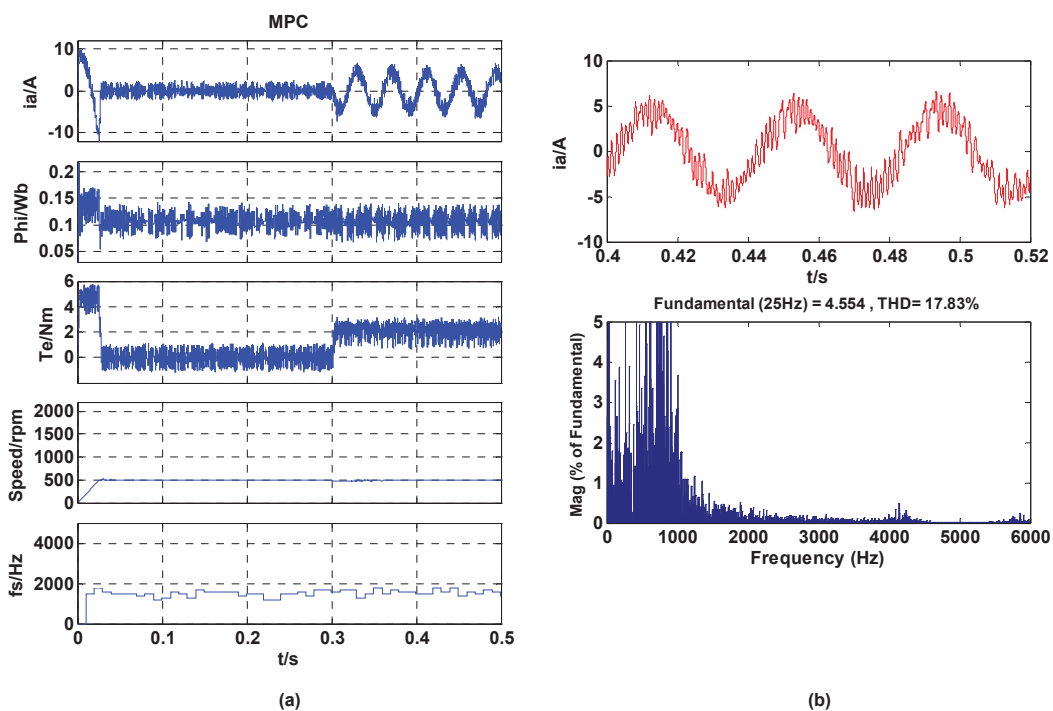 MPC
ia/A
10
0
-10
Phi/Wb
0.2
0.15
0.1
0.05
Te/Nm
6
4
2
0
Speed/rpm
2000
1500
1000
500
0
fs/Hz
4000
2000
0
0 0.1 0.2 0.3 0.4 0.5
t/s
(a)
ia/A
10
5
0
-5
-10
0.4 0.42 0.44 0.46 0.48 0.5 0.52
t/s
Fundamental (25Hz) = 4.554 , THD= 17.83%
Mag (% of Fundamental)
5
4
3
2
1
0
0 1000 2000 3000 4000 5000 6000
Frequency (Hz)
(b)